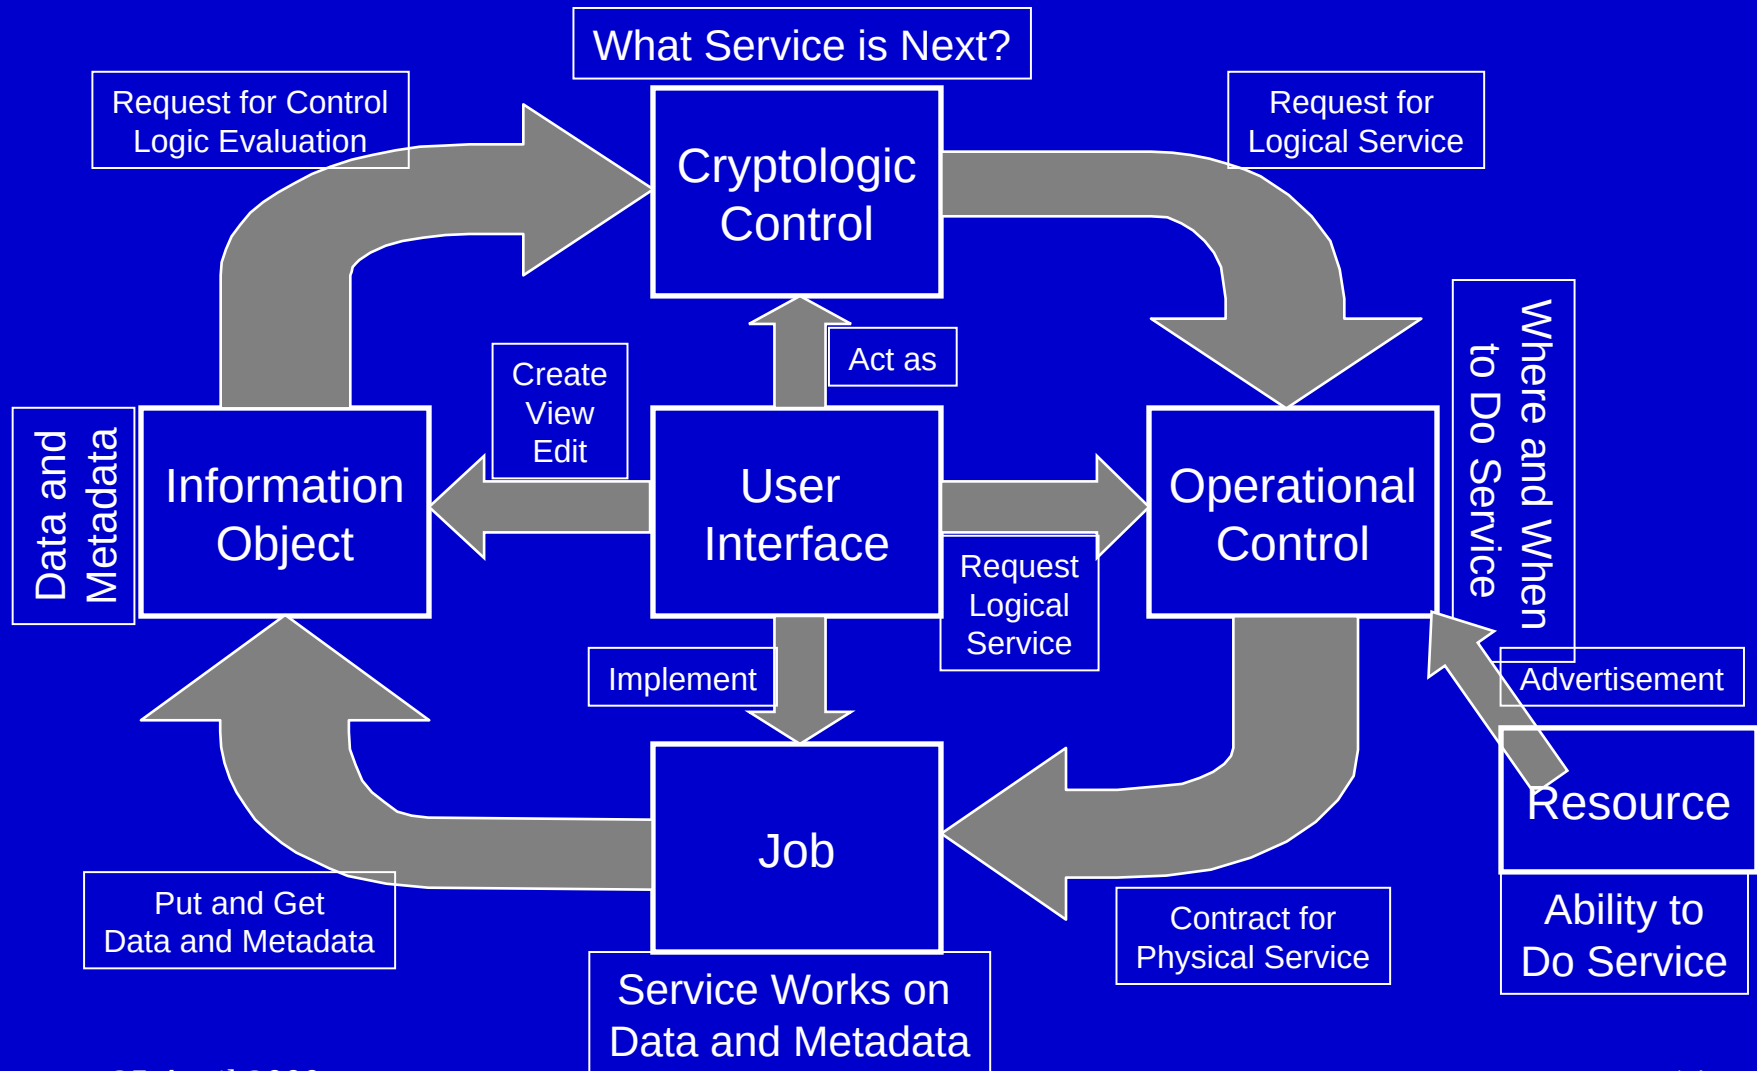 What Service is Next?
Request for Control
Logic Evaluation
Request for
Logical Service
Cryptologic
Control
Act as
Create
View
Edit
Where and When
to Do Service
Data and
Metadata
Information
Object
User
Interface
Operational
Control
Request
Logical
Service
Implement
Advertisement
Resource
Job
Put and Get
Data and Metadata
Contract for
Physical Service
Ability to
Do Service
Service Works on
Data and Metadata